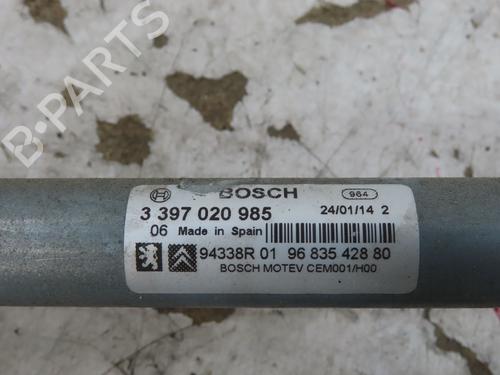 B-PARTS
BOSCH 964
3 397 020 985 24/01/14 2
06 Made in Spain
94338R 01 96 835 428 80
BOSCH MOTEV CEM001/H00
B-PARTS